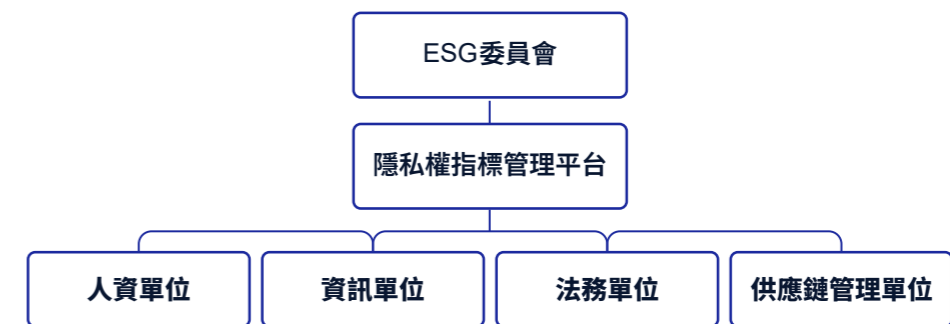 ESG委員會
隱私權指標管理平台
人資單位
資訊單位
法務單位
供應鏈管理單位